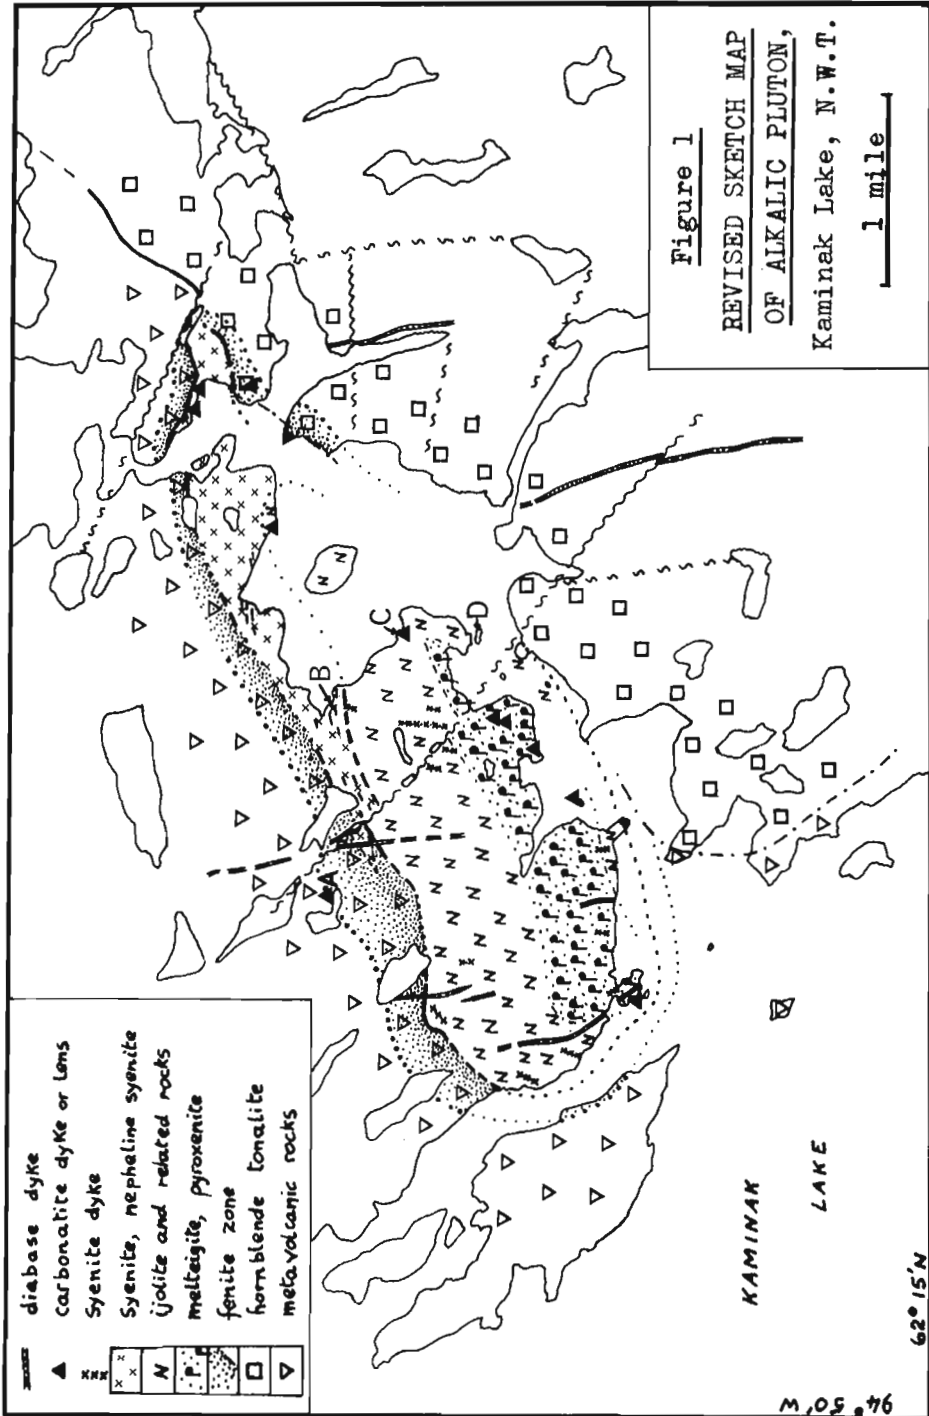 Figure 1
REVISED SKETCH MAP
OF ALKALIC PLUTON,
Kaminak Lake, N.W.T.
1 mile
diabase dyke
carbonatite dyke or lens
syenite dyke
syenite, nepheline syenite
ijolite and related rocks
melteigite, pyroxenite
fenite zone
hornblende tonalite
metavolcanic rocks
N
P
A
B
C
D
KAMINAK
LAKE
94° 50' W
62° 15' N